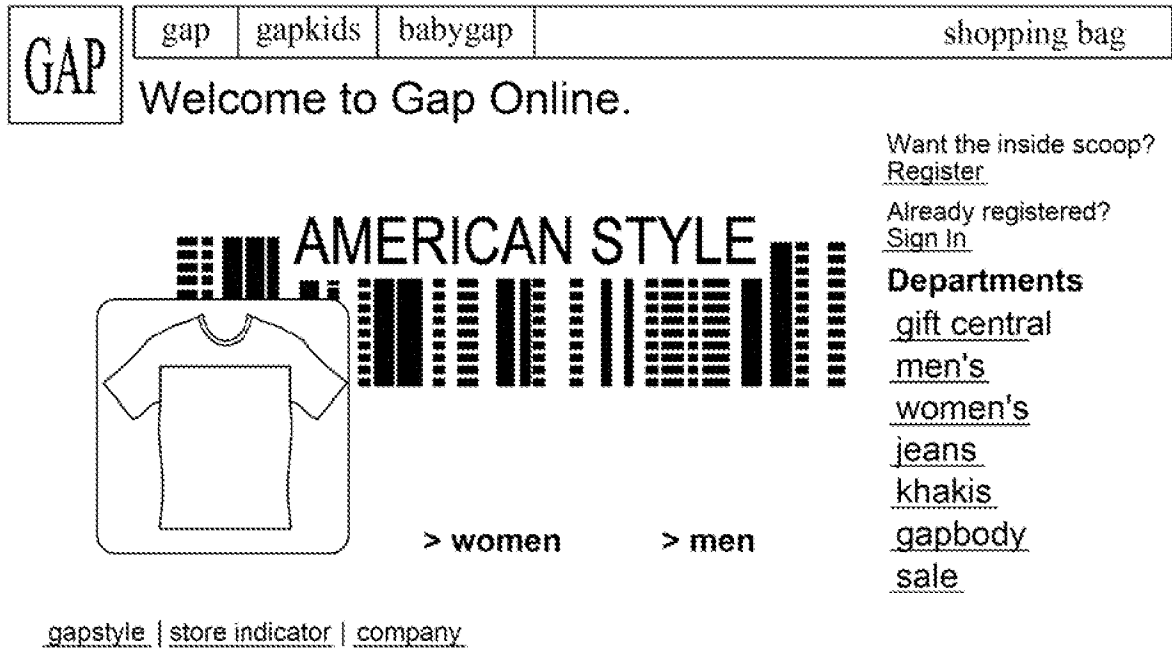 GAP
gap gapkids babygap shopping bag
Welcome to Gap Online.
Want the inside scoop?
Register
Already registered?
Sign In
AMERICAN STYLE
Departments
gift central
men's
women's
jeans
khakis
gapbody
sale
> women > men
gapstyle | store indicator | company